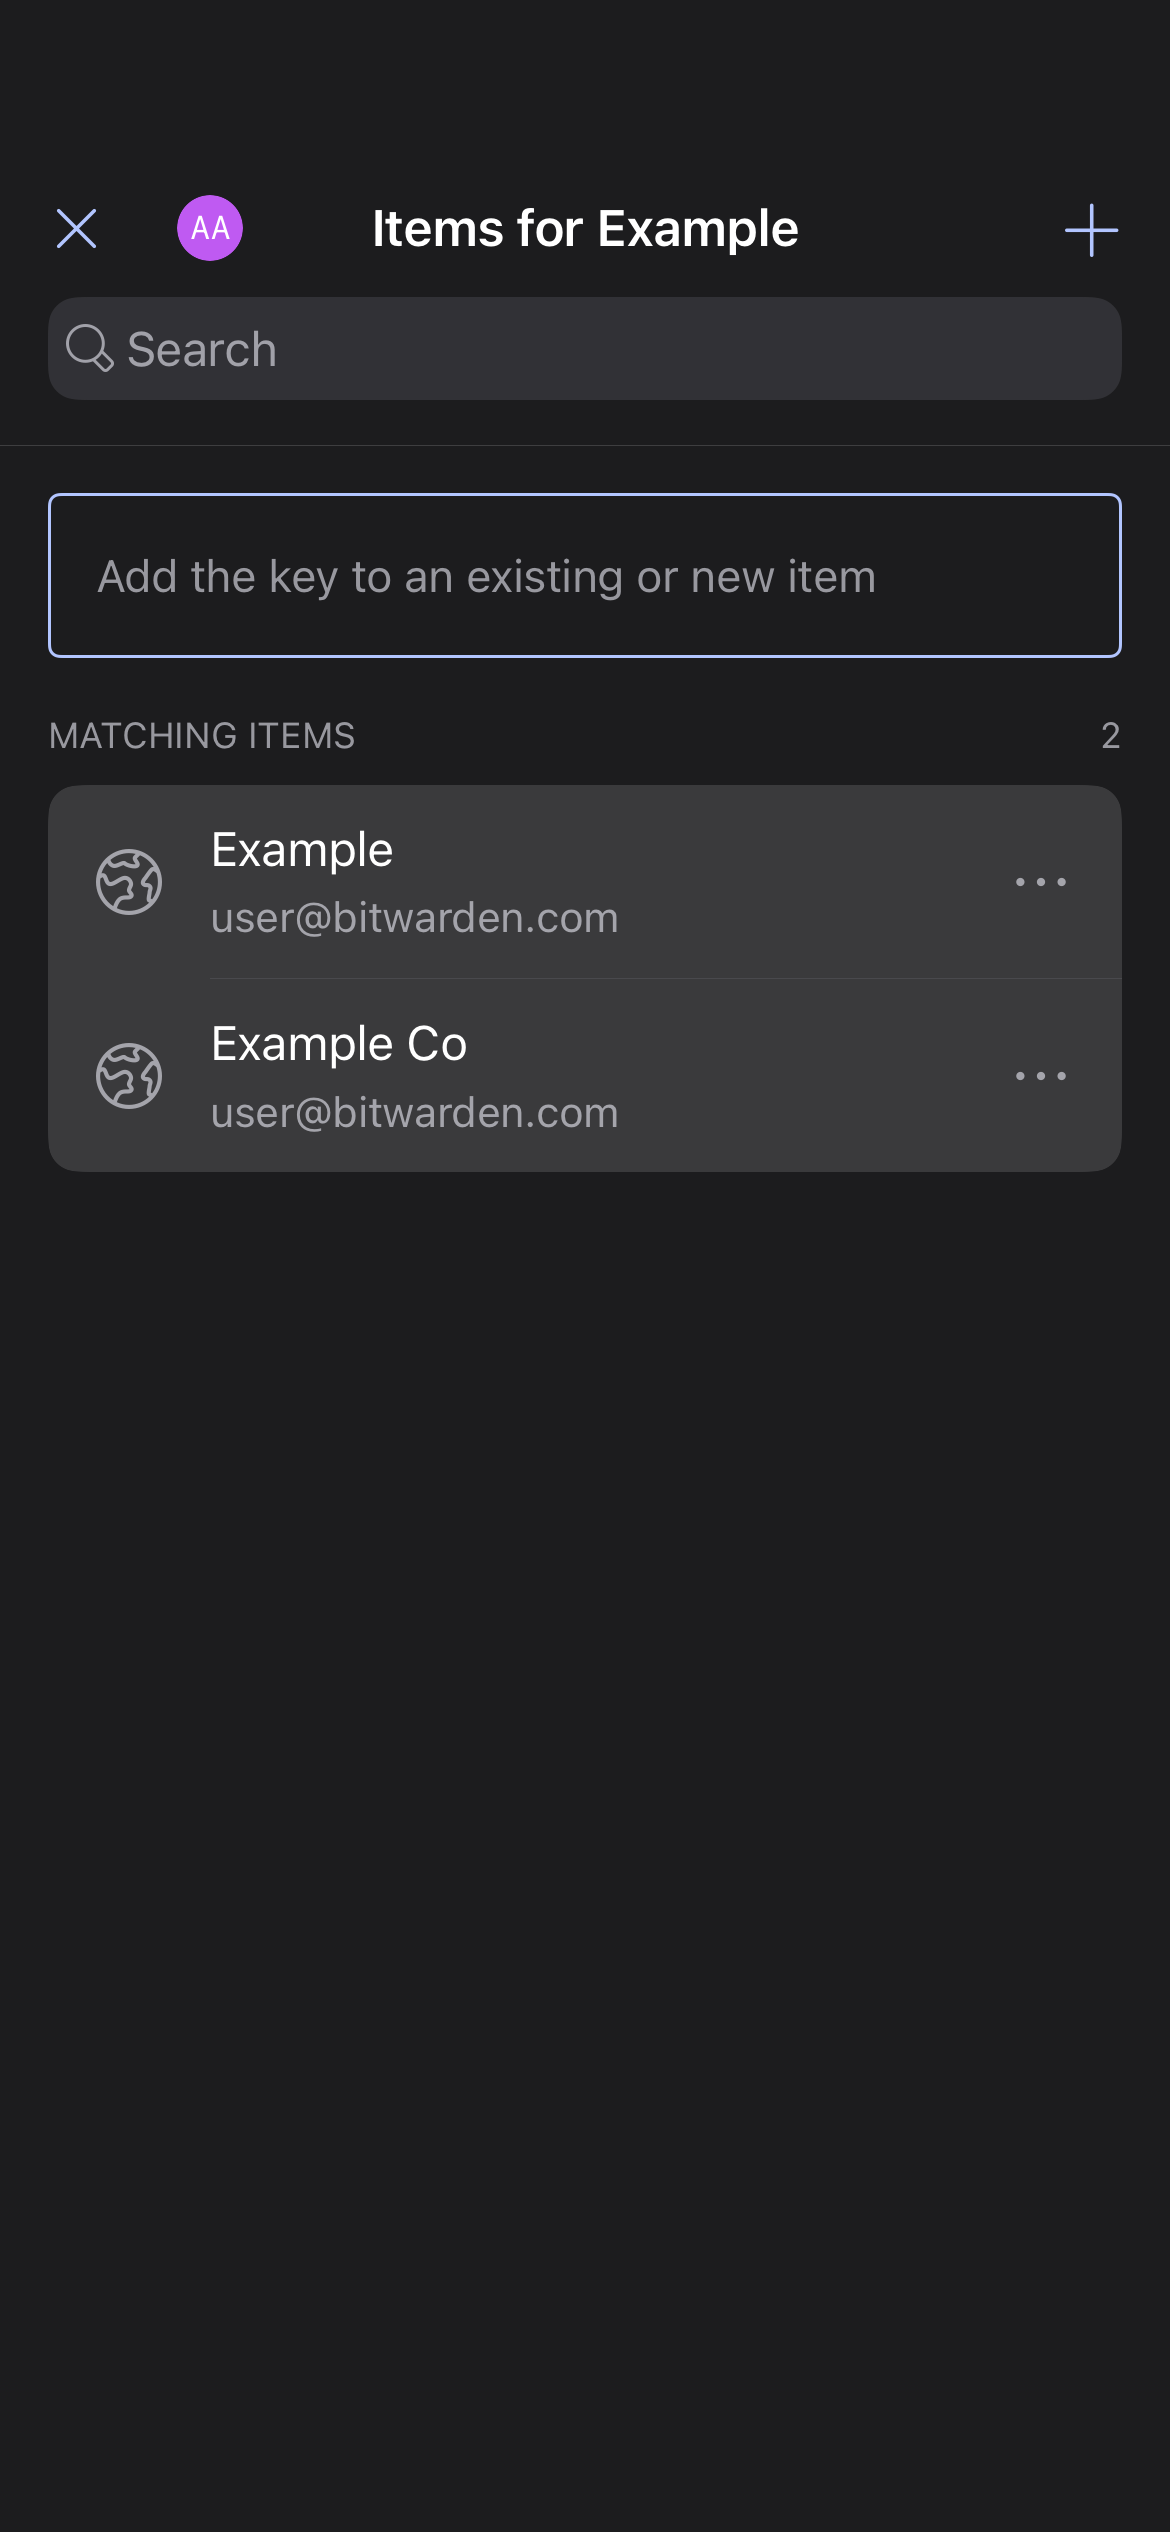 AA
Items for Example
Search
Add the key to an existing or new item
MATCHING ITEMS 2
Example
user@bitwarden.com
Example Co
user@bitwarden.com